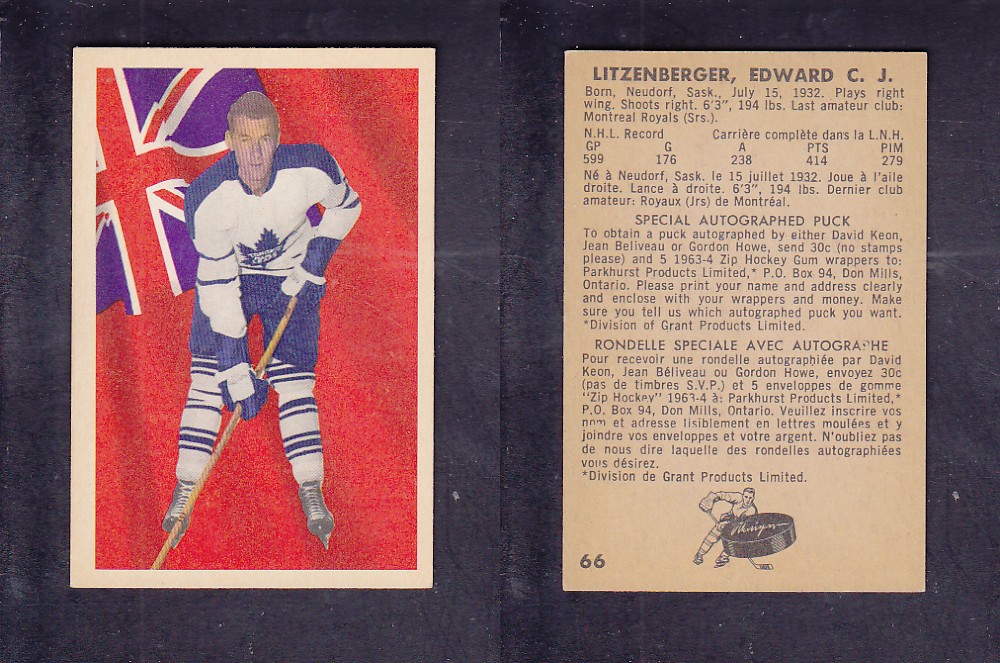 LITZENBERGER, EDWARD C. J.
Born, Neudorf, Sask., July 15, 1932. Plays right
wing. Shoots right. 6'3", 194 lbs. Last amateur club:
Montreal Royals (Srs.).
N.H.L. Record Carrière complète dans la L.N.H.
GP G A PTS PIM
599 176 238 414 279
Né à Neudorf, Sask. le 15 juillet 1932. Joue à l'aile
droite. Lance à droite. 6'3", 194 lbs. Dernier club
amateur: Royaux (Jrs) de Montréal.
SPECIAL AUTOGRAPHED PUCK
To obtain a puck autographed by either David Keon,
Jean Beliveau or Gordon Howe, send 30c (no stamps
please) and 5 1963-4 Zip Hockey Gum wrappers to:
Parkhurst Products Limited,* P.O. Box 94, Don Mills,
Ontario. Please print your name and address clearly
and enclose with your wrappers and money. Make
sure you tell us which autographed puck you want.
*Division of Grant Products Limited.
RONDELLE SPECIALE AVEC AUTOGRAPHE
Pour recevoir une rondelle autographiée par David
Keon, Jean Béliveau ou Gordon Howe, envoyez 30c
(pas de timbres S.V.P.) et 5 enveloppes de gomme
"Zip Hockey" 1963-4 à: Parkhurst Products Limited,*
P.O. Box 94, Don Mills, Ontario. Veuillez inscrire vos
nom et adresse lisiblement en lettres moulées et y
joindre vos enveloppes et votre argent. N'oubliez pas
de nous dire laquelle des rondelles autographiées
vous désirez.
*Division de Grant Products Limited.
66